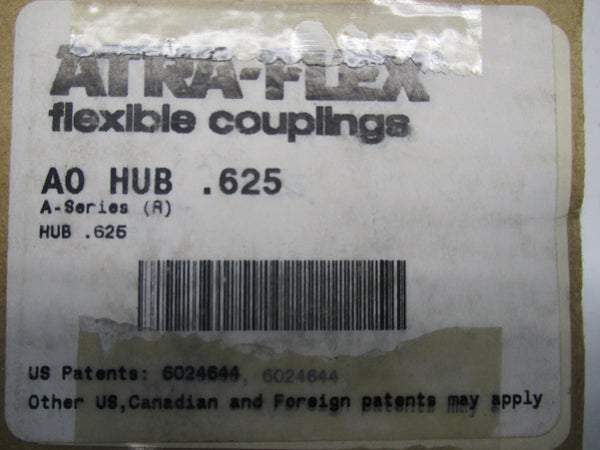 ATRA-FLEX
flexible couplings
A0 HUB .625
A-Series (R)
HUB .625
US Patents: 6024644, 6024644
Other US,Canadian and Foreign patents may apply